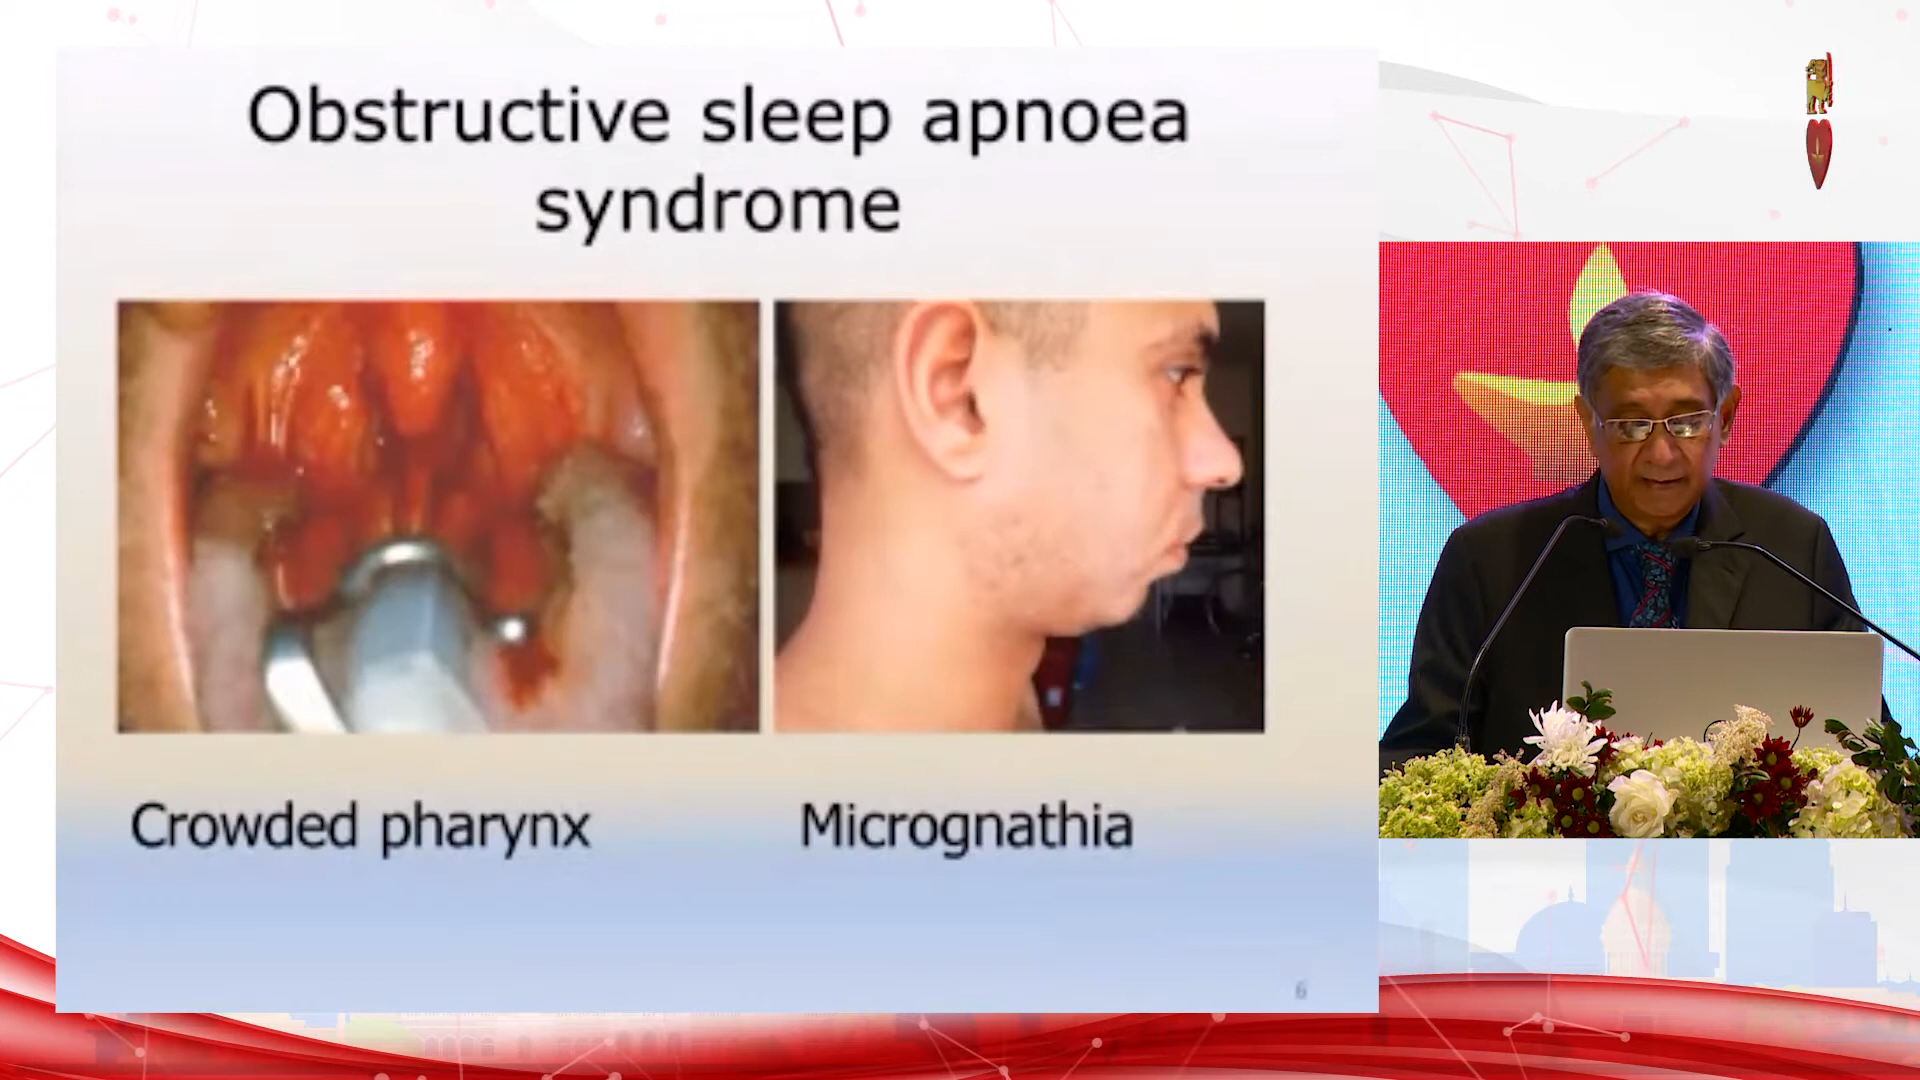 Obstructive sleep apnoea
syndrome
Crowded pharynx
Micrognathia
6